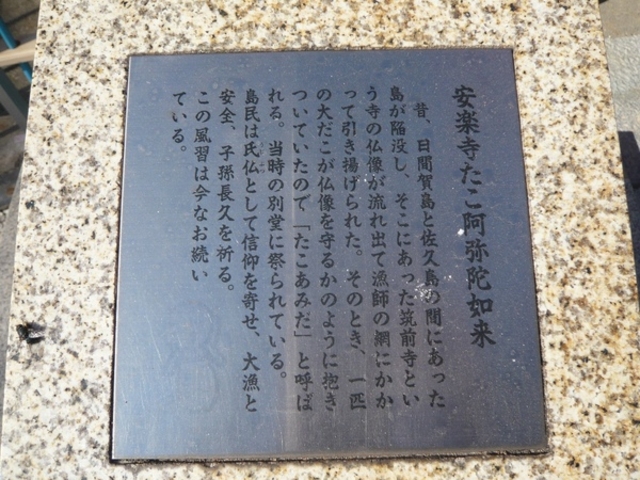 安楽寺たこ阿弥陀如来
昔、日間賀島と佐久島の間にあった
島が陥没し、そこにあった筑前寺とい
う寺の仏像が流れ出て漁師の網にかか
って引き揚げられた。そのとき、一匹
の大だこが仏像を守るかのように抱き
ついていたので「たこあみだ」と呼ば
れる。当時の別堂に祭られている。
島民は氏仏として信仰を寄せ、大漁と
安全、子孫長久を祈る。
この風習は今なお続い
ている。